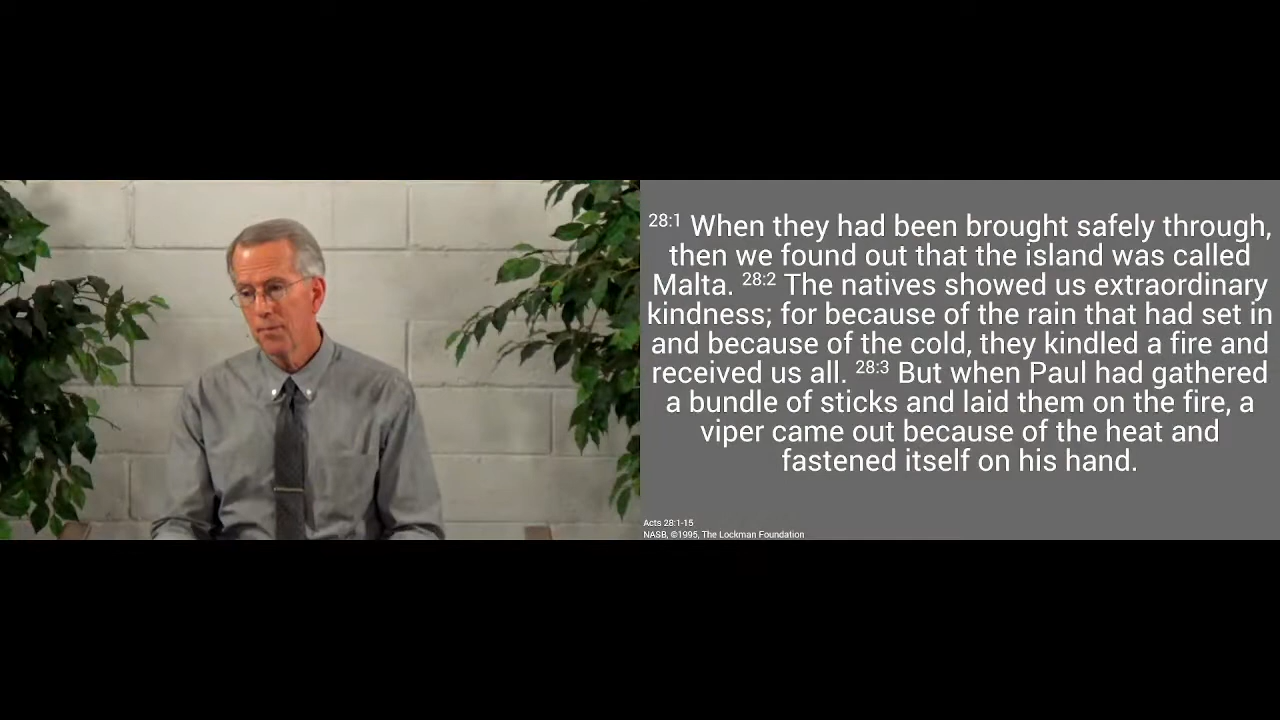 28:1 When they had been brought safely through,
then we found out that the island was called
Malta. 28:2 The natives showed us extraordinary
kindness; for because of the rain that had set in
and because of the cold, they kindled a fire and
received us all. 28:3 But when Paul had gathered
a bundle of sticks and laid them on the fire, a
viper came out because of the heat and
fastened itself on his hand.
Acts 28:1-15
NASB, ©1995, The Lockman Foundation